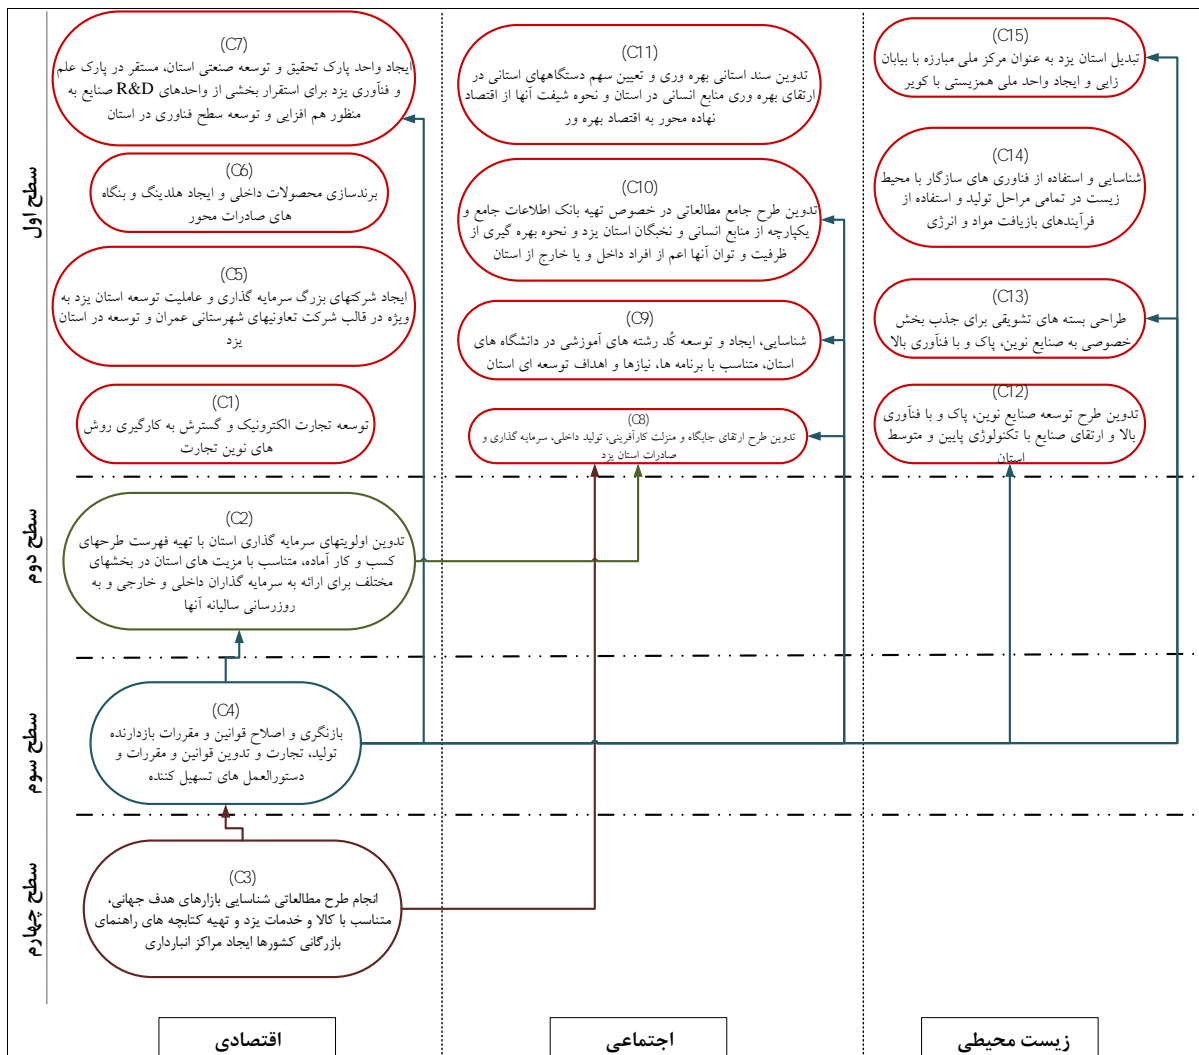 سطح اول
(C7)
ایجاد واحد پارک تحقیق و توسعه صنعتی استان، مستقر در پارک علم
و فنآوری یزد برای استقرار بخشی از واحدهای R&D صنایع به
منظور هم افزایی و توسعه سطح فناوری در استان
(C6)
برندسازی محصولات داخلی و ایجاد هلدینگ و بنگاه
های صادرات محور
(C5)
ایجاد شرکتهای بزرگ سرمایه گذاری و عاملیت توسعه استان یزد به
ویژه در قالب شرکت تعاونیهای شهرستانی عمران و توسعه در استان
یزد
(C1)
توسعه تجارت الکترونیک و گسترش به کارگیری روش
های نوین تجارت
(C11)
تدوین سند استانی بهره وری و تعیین سهم دستگاههای استانی در
ارتقای بهره وری منابع انسانی در استان و نحوه شیفت آنها از اقتصاد
نهاده محور به اقتصاد بهره ور
(C10)
تدوین طرح جامع مطالعاتی در خصوص تهیه بانک اطلاعات جامع و
یکپارچه از منابع انسانی و نخبگان استان یزد و نحوه بهره گیری از
ظرفیت و توان آنها اعم از افراد داخل و یا خارج از استان
(C9)
شناسایی، ایجاد و توسعه کُد رشته های آموزشی در دانشگاه های
استان، متناسب با برنامه ها، نیازها و اهداف توسعه ای استان
(C8)
تدوین طرح ارتقای جایگاه و منزلت کارآفرینی، تولید داخلی، سرمایه گذاری و
صادرات استان یزد
(C15)
تبدیل استان یزد به عنوان مرکز ملی مبارزه با بیابان
زایی و ایجاد واحد ملی همزیستی با کویر
(C14)
شناسایی و استفاده از فناوری های سازگار با محیط
زیست در تمامی مراحل تولید و استفاده از
فرآیندهای بازیافت مواد و انرژی
(C13)
طراحی بسته های تشویقی برای جذب بخش
خصوصی به صنایع نوین، پاک و با فنآوری بالا
(C12)
تدوین طرح توسعه صنایع نوین، پاک و با فنآوری
بالا و ارتقای صنایع با تکنولوژی پایین و متوسط
استان
سطح دوم
(C2)
تدوین اولویتهای سرمایه گذاری استان با تهیه فهرست طرحهای
کسب و کار آماده، متناسب با مزیت های استان در بخشهای
مختلف برای ارائه به سرمایه گذاران داخلی و خارجی و به
روزرسانی سالیانه آنها
سطح سوم
(C4)
بازنگری و اصلاح قوانین و مقررات بازدارنده
تولید، تجارت و تدوین قوانین و مقررات و
دستورالعمل های تسهیل کننده
سطح چهارم
(C3)
انجام طرح مطالعاتی شناسایی بازارهای هدف جهانی،
متناسب با کالا و خدمات یزد و تهیه کتابچه های راهنمای
بازرگانی کشورها ایجاد مراکز انبارداری
اقتصادی
اجتماعی
زیست محیطی